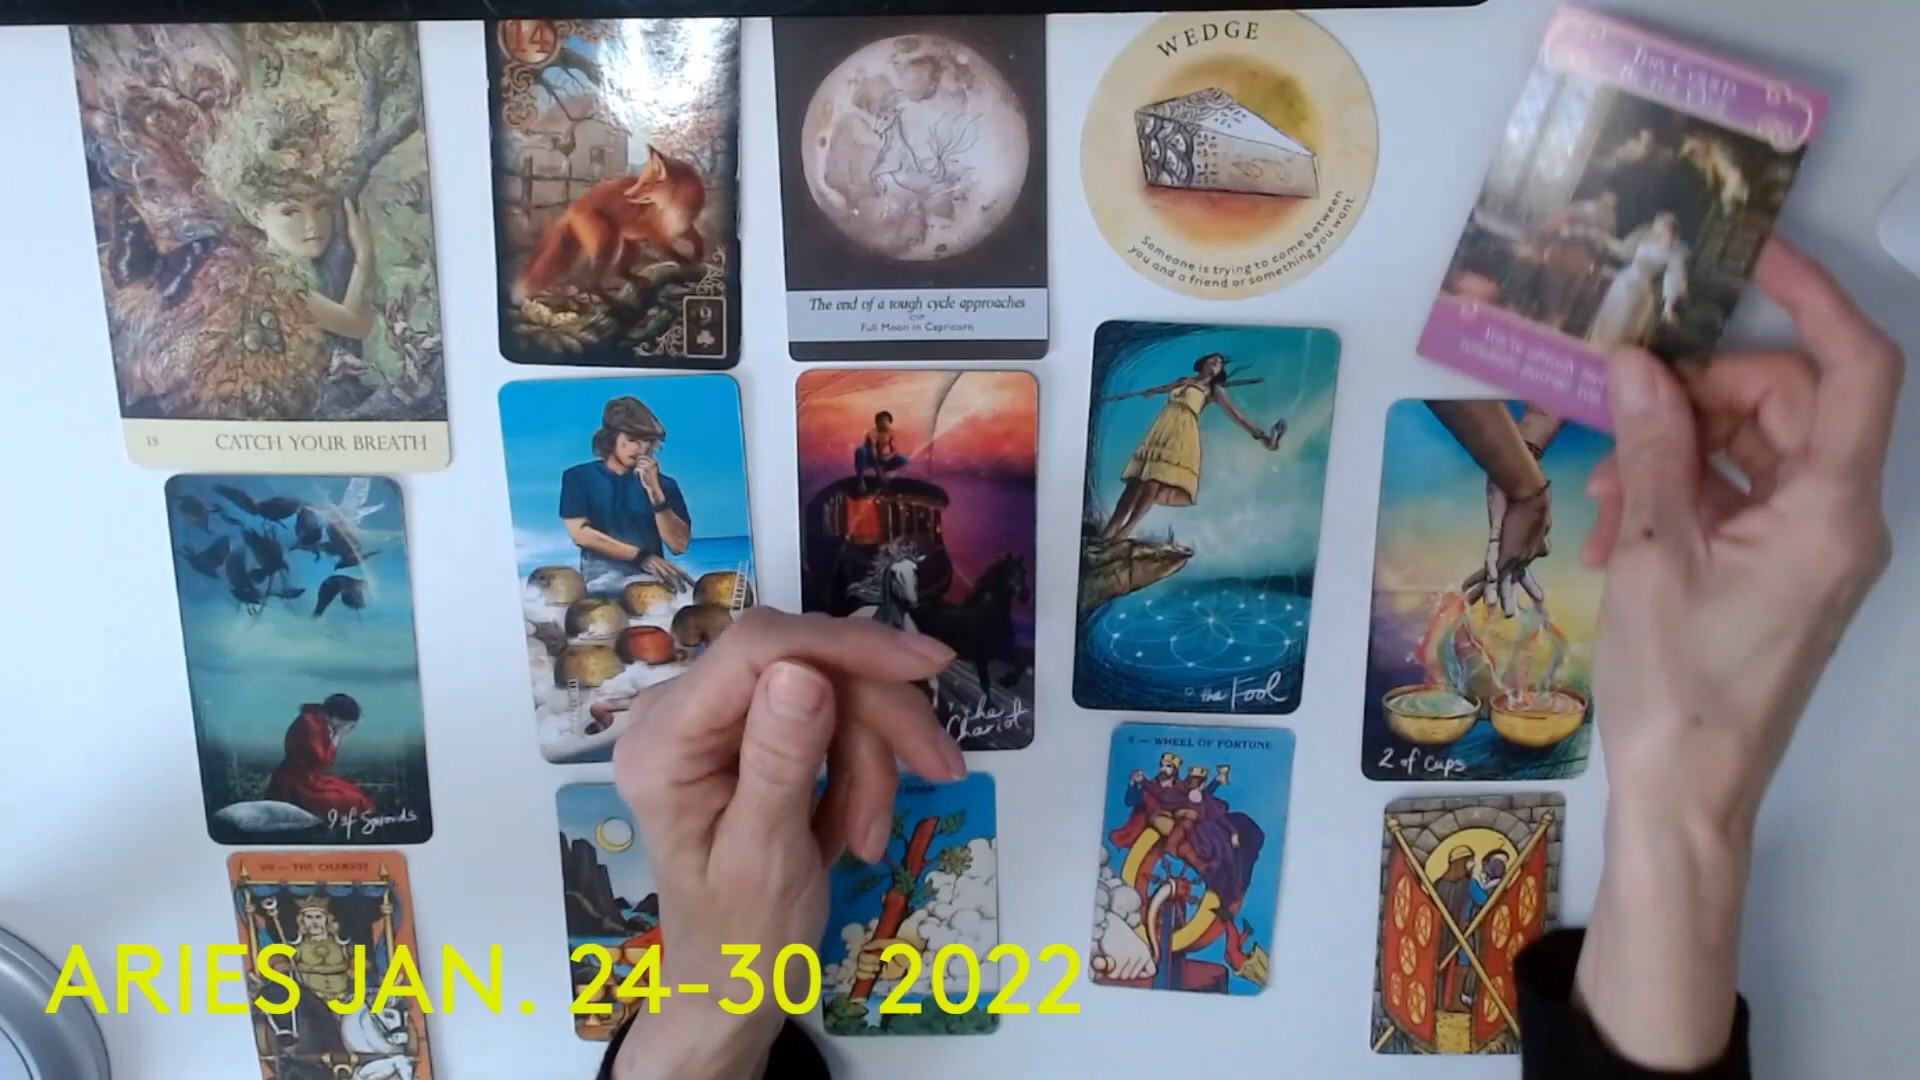 14
9
WEDGE
Someone is trying to come between
you and a friend or something you want.
The end of a tough cycle approaches
Full Moon in Capricorn
15 CATCH YOUR BREATH
9 of Swords
the
Chariot
the Fool
2 of Cups
VII — THE CHARIOT
X — WHEEL OF FORTUNE
ARIES JAN. 24-30 2022